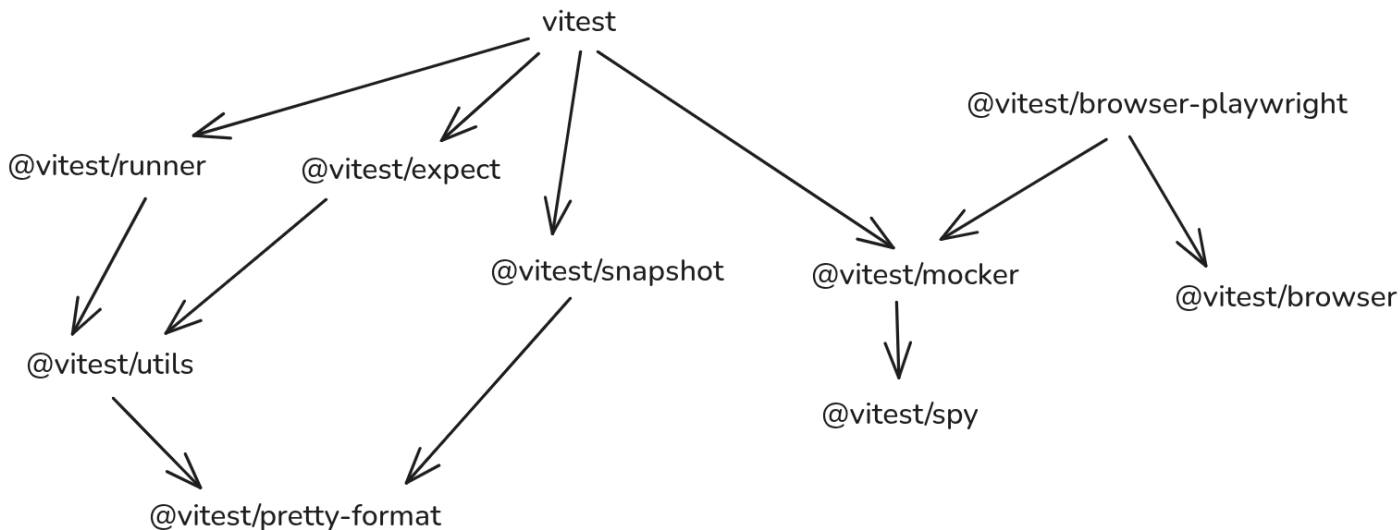 vitest
@vitest/browser-playwright
@vitest/runner
@vitest/expect
@vitest/snapshot
@vitest/mocker
@vitest/browser
@vitest/utils
@vitest/spy
@vitest/pretty-format